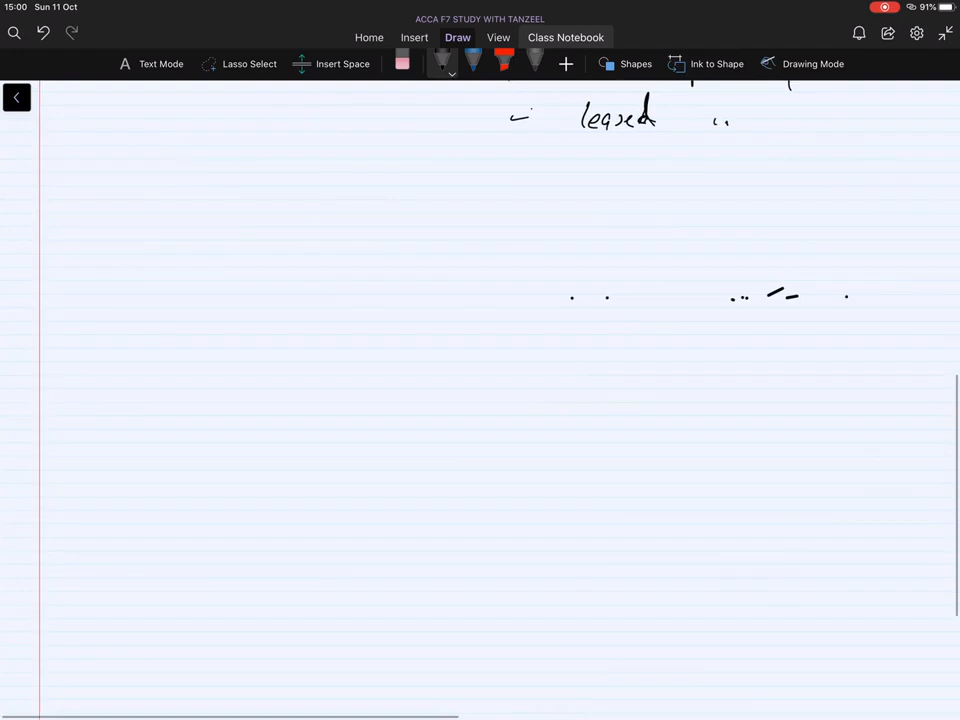 15:00 Sun 11 Oct
91%
ACCA F7 STUDY WITH TANZEEL
Home Insert Draw View Class Notebook
A Text Mode Lasso Select Insert Space Shapes Ink to Shape Drawing Mode
leased "